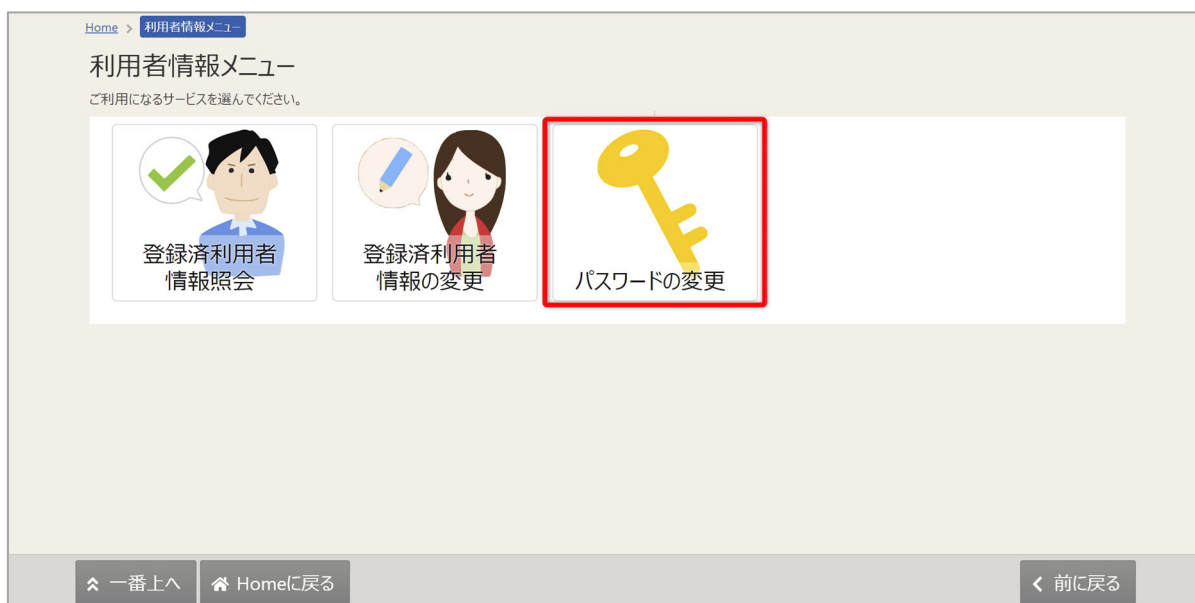 Home > 利用者情報メニュー
利用者情報メニュー
ご利用になるサービスを選んでください。
登録済利用者
情報照会
登録済利用者
情報の変更
パスワードの変更
一番上へ
Homeに戻る
前に戻る